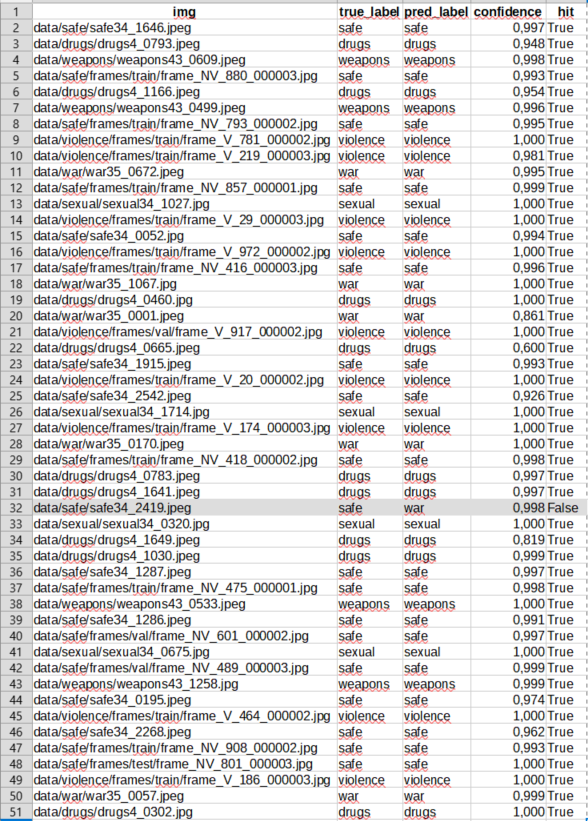 1 img true_label pred_label confidence hit
2 data/safe/safe34_1646.jpeg safe safe 0,997 True
3 data/drugs/drugs4_0793.jpeg drugs drugs 0,948 True
4 data/weapons/weapons43_0609.jpeg weapons weapons 0,998 True
5 data/safe/frames/train/frame_NV_880_000003.jpg safe safe 0,993 True
6 data/drugs/drugs4_1166.jpeg drugs drugs 0,954 True
7 data/weapons/weapons43_0499.jpeg weapons weapons 0,996 True
8 data/safe/frames/train/frame_NV_793_000002.jpg safe safe 0,995 True
9 data/violence/frames/train/frame_V_781_000002.jpg violence violence 1,000 True
10 data/violence/frames/train/frame_V_219_000003.jpg violence violence 0,981 True
11 data/war/war35_0672.jpeg war war 0,995 True
12 data/safe/frames/train/frame_NV_857_000001.jpg safe safe 0,999 True
13 data/sexual/sexual34_1027.jpg sexual sexual 1,000 True
14 data/violence/frames/train/frame_V_29_000003.jpg violence violence 1,000 True
15 data/safe/safe34_0052.jpg safe safe 0,994 True
16 data/violence/frames/train/frame_V_972_000002.jpg violence violence 1,000 True
17 data/safe/frames/train/frame_NV_416_000003.jpg safe safe 0,996 True
18 data/war/war35_1067.jpg war war 1,000 True
19 data/drugs/drugs4_0460.jpeg drugs drugs 1,000 True
20 data/war/war35_0001.jpeg war war 0,861 True
21 data/violence/frames/val/frame_V_917_000002.jpg violence violence 1,000 True
22 data/drugs/drugs4_0665.jpeg drugs drugs 0,600 True
23 data/safe/safe34_1915.jpeg safe safe 0,993 True
24 data/violence/frames/train/frame_V_20_000002.jpg violence violence 1,000 True
25 data/safe/safe34_2542.jpeg safe safe 0,926 True
26 data/sexual/sexual34_1714.jpg sexual sexual 1,000 True
27 data/violence/frames/train/frame_V_174_000003.jpg violence violence 1,000 True
28 data/war/war35_0170.jpeg war war 1,000 True
29 data/safe/frames/train/frame_NV_418_000002.jpg safe safe 0,998 True
30 data/drugs/drugs4_0783.jpeg drugs drugs 0,997 True
31 data/drugs/drugs4_1641.jpeg drugs drugs 0,997 True
32 data/safe/safe34_2419.jpeg safe war 0,998 False
33 data/sexual/sexual34_0320.jpg sexual sexual 1,000 True
34 data/drugs/drugs4_1649.jpeg drugs drugs 0,819 True
35 data/drugs/drugs4_1030.jpeg drugs drugs 0,999 True
36 data/safe/safe34_1287.jpeg safe safe 0,997 True
37 data/safe/frames/train/frame_NV_475_000001.jpg safe safe 0,998 True
38 data/weapons/weapons43_0533.jpeg weapons weapons 1,000 True
39 data/safe/safe34_1286.jpeg safe safe 0,991 True
40 data/safe/frames/val/frame_NV_601_000002.jpg safe safe 0,997 True
41 data/sexual/sexual34_0675.jpeg sexual sexual 1,000 True
42 data/safe/frames/val/frame_NV_489_000003.jpg safe safe 0,999 True
43 data/weapons/weapons43_1258.jpg weapons weapons 0,999 True
44 data/safe/safe34_0195.jpeg safe safe 0,974 True
45 data/violence/frames/train/frame_V_464_000002.jpg violence violence 1,000 True
46 data/safe/safe34_2268.jpeg safe safe 0,962 True
47 data/safe/frames/train/frame_NV_908_000002.jpg safe safe 0,993 True
48 data/safe/frames/test/frame_NV_801_000003.jpg safe safe 1,000 True
49 data/violence/frames/train/frame_V_186_000003.jpg violence violence 1,000 True
50 data/war/war35_0057.jpeg war war 0,999 True
51 data/drugs/drugs4_0302.jpg drugs drugs 1,000 True